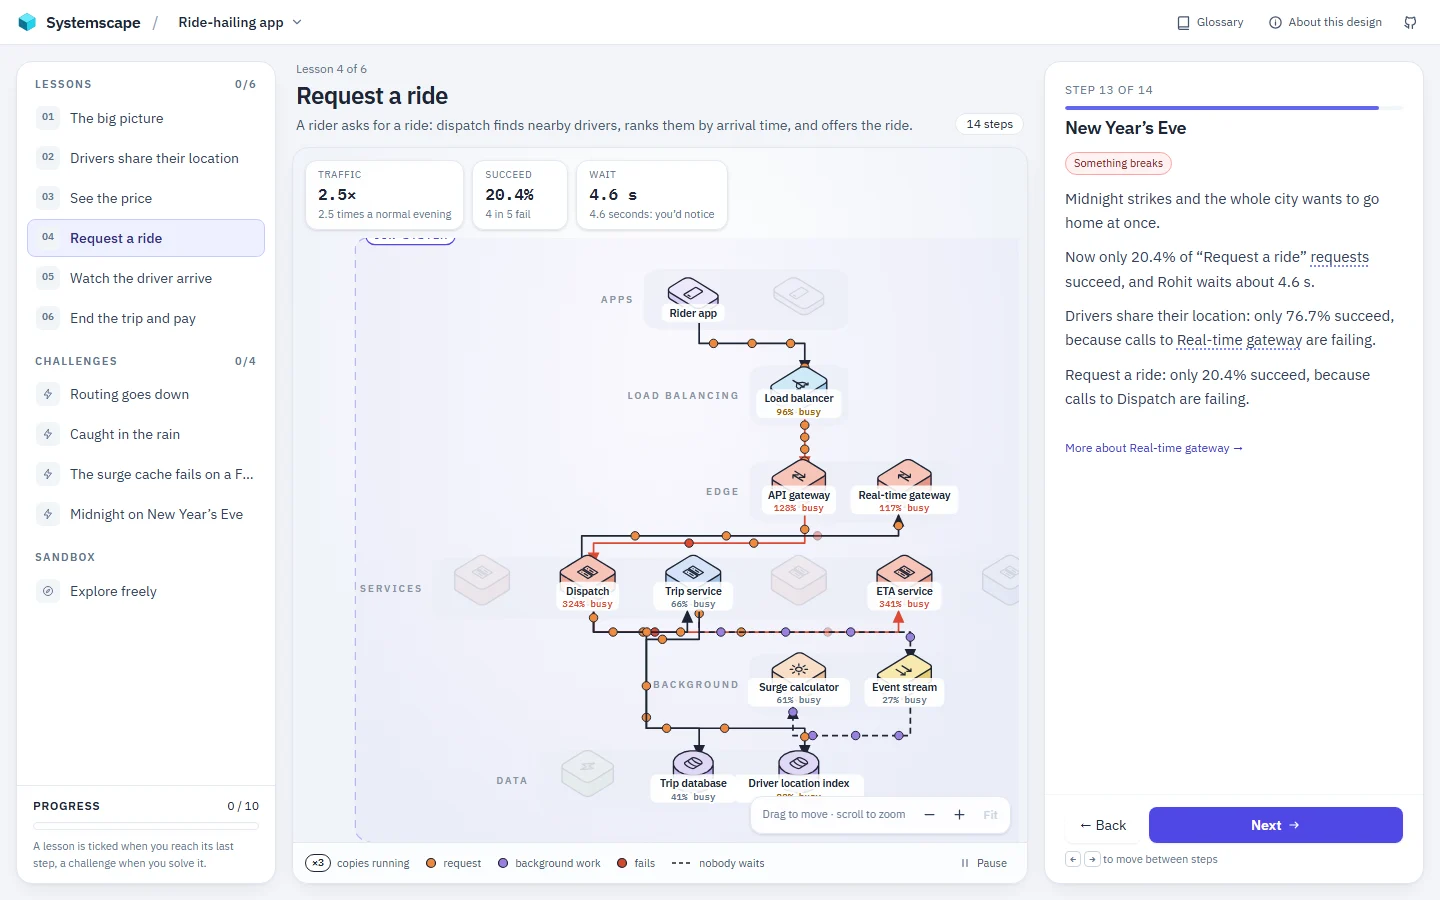 Systemscape / Ride-hailing app
Glossary
About this design
LESSONS 0/6
01 The big picture
02 Drivers share their location
03 See the price
04 Request a ride
05 Watch the driver arrive
06 End the trip and pay
CHALLENGES 0/4
Routing goes down
Caught in the rain
The surge cache fails on a F...
Midnight on New Year’s Eve
SANDBOX
Explore freely
PROGRESS 0 / 10
A lesson is ticked when you reach its last
step, a challenge when you solve it.
Lesson 4 of 6
Request a ride
A rider asks for a ride: dispatch finds nearby drivers, ranks them by arrival time, and offers the ride.
14 steps
TRAFFIC
2.5×
2.5 times a normal evening
SUCCEED
20.4%
4 in 5 fail
WAIT
4.6 s
4.6 seconds: you’d notice
APPS
Rider app
LOAD BALANCING
Load balancer
96% busy
EDGE
API gateway
128% busy
Real-time gateway
117% busy
SERVICES
Dispatch
324% busy
Trip service
66% busy
ETA service
341% busy
BACKGROUND
Surge calculator
61% busy
Event stream
27% busy
DATA
Trip database
41% busy
Driver location index
Drag to move · scroll to zoom
Fit
×3 copies running
request
background work
fails
nobody waits
Pause
STEP 13 OF 14
New Year’s Eve
Something breaks
Midnight strikes and the whole city wants to go
home at once.
Now only 20.4% of “Request a ride” requests
succeed, and Rohit waits about 4.6 s.
Drivers share their location: only 76.7% succeed,
because calls to Real-time gateway are failing.
Request a ride: only 20.4% succeed, because
calls to Dispatch are failing.
More about Real-time gateway →
← Back
Next →
← → to move between steps